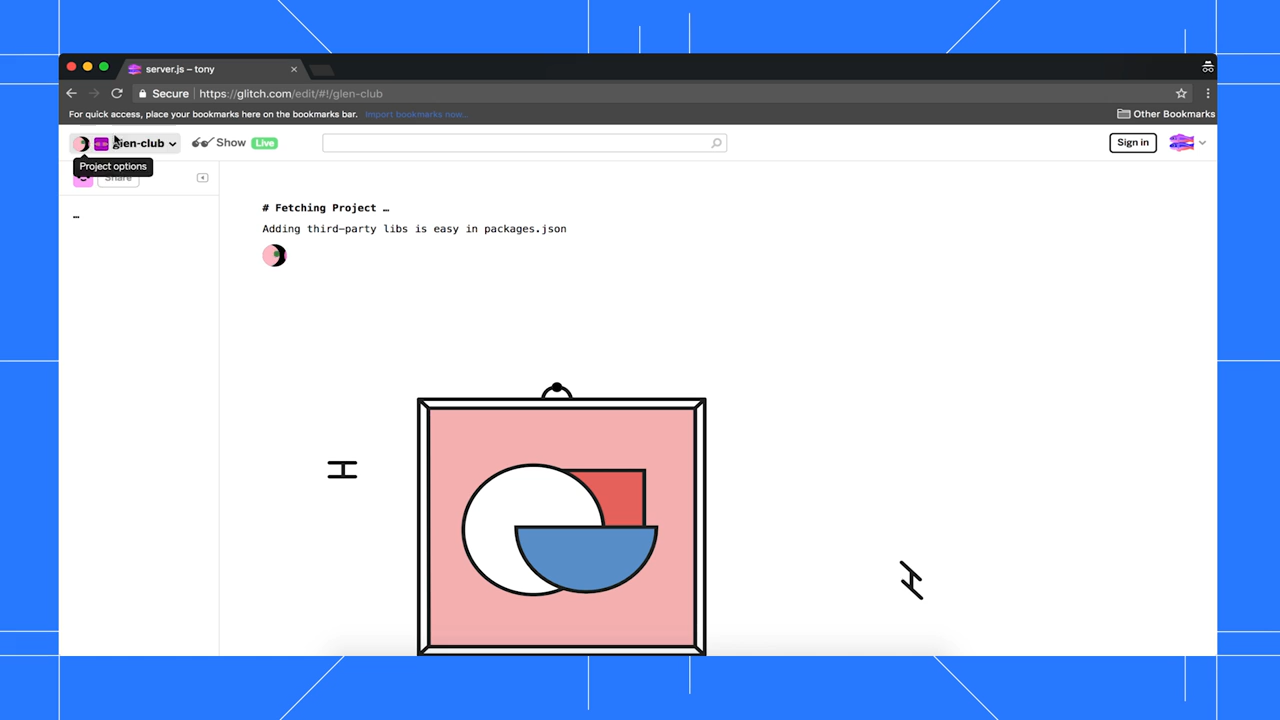 server.js – tony
Secure https://glitch.com/edit/#!/glen-club
For quick access, place your bookmarks here on the bookmarks bar. Import bookmarks now...
Other Bookmarks
glen-club
Show Live
Sign in
Project options
Share
…
# Fetching Project …
Adding third-party libs is easy in packages.json